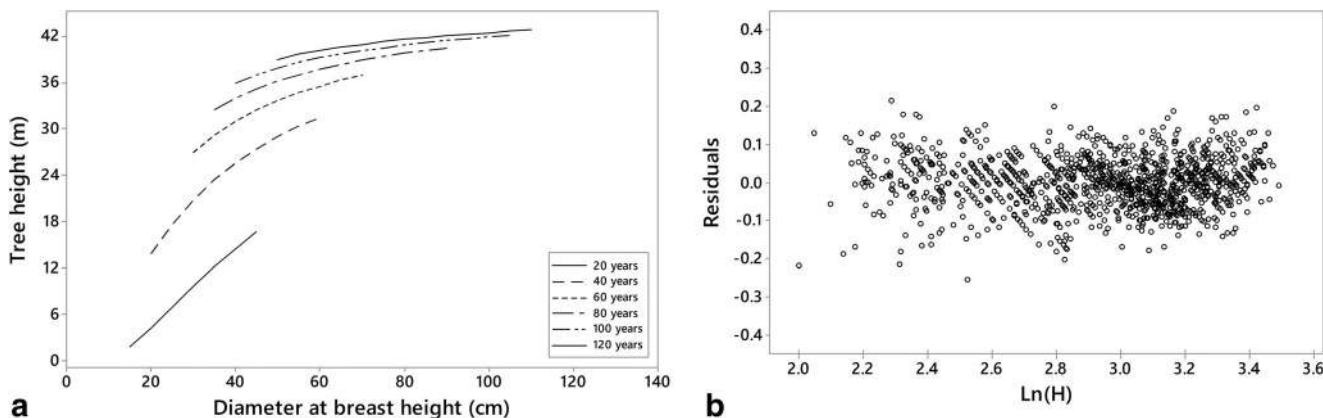 42
36
30
24
18
12
6
0
Tree height (m)
0 20 40 60 80 100 120 140
Diameter at breast height (cm)
20 years
40 years
60 years
80 years
100 years
120 years
a
0.4
0.3
0.2
0.1
0.0
-0.1
-0.2
-0.3
-0.4
Residuals
2.0 2.2 2.4 2.6 2.8 3.0 3.2 3.4 3.6
Ln(H)
b